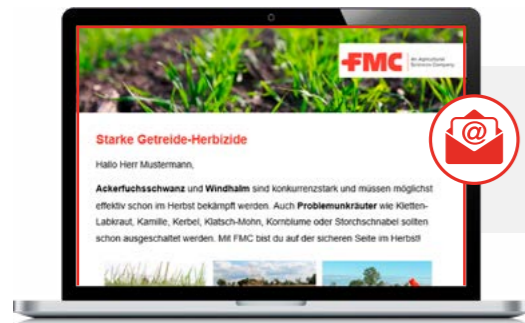 FMC
An Agricultural
Sciences Company
Starke Getreide-Herbizide
Hallo Herr Mustermann,
Ackerfuchsschwanz und Windhalm sind konkurrenzstark und müssen möglichst
effektiv schon im Herbst bekämpft werden. Auch Problemunkräuter wie Kletten-
Labkraut, Kamille, Kerbel, Klatsch-Mohn, Kornblume oder Storchschnabel sollten
schon ausgeschaltet werden. Mit FMC bist du auf der sicheren Seite im Herbst!
@